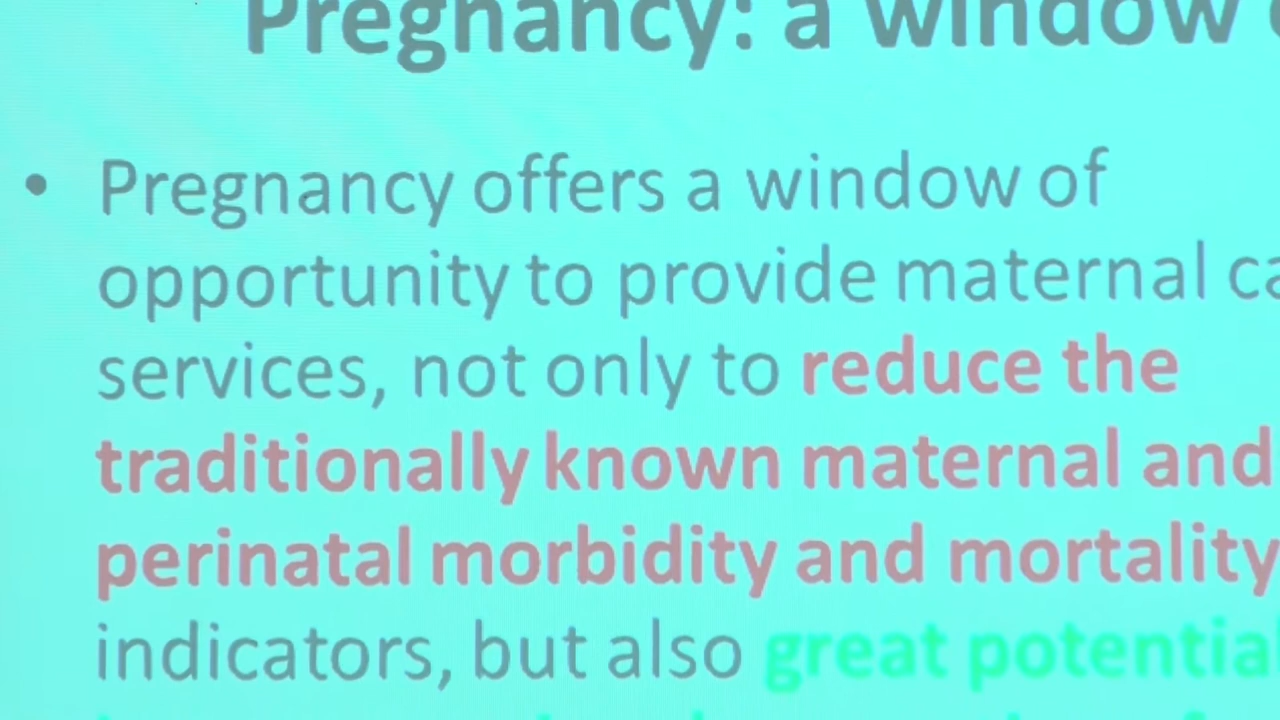 Pregnancy: a window
• Pregnancy offers a window of
opportunity to provide maternal
services, not only to reduce the
traditionally known maternal and
perinatal morbidity and mortality
indicators, but also great potential